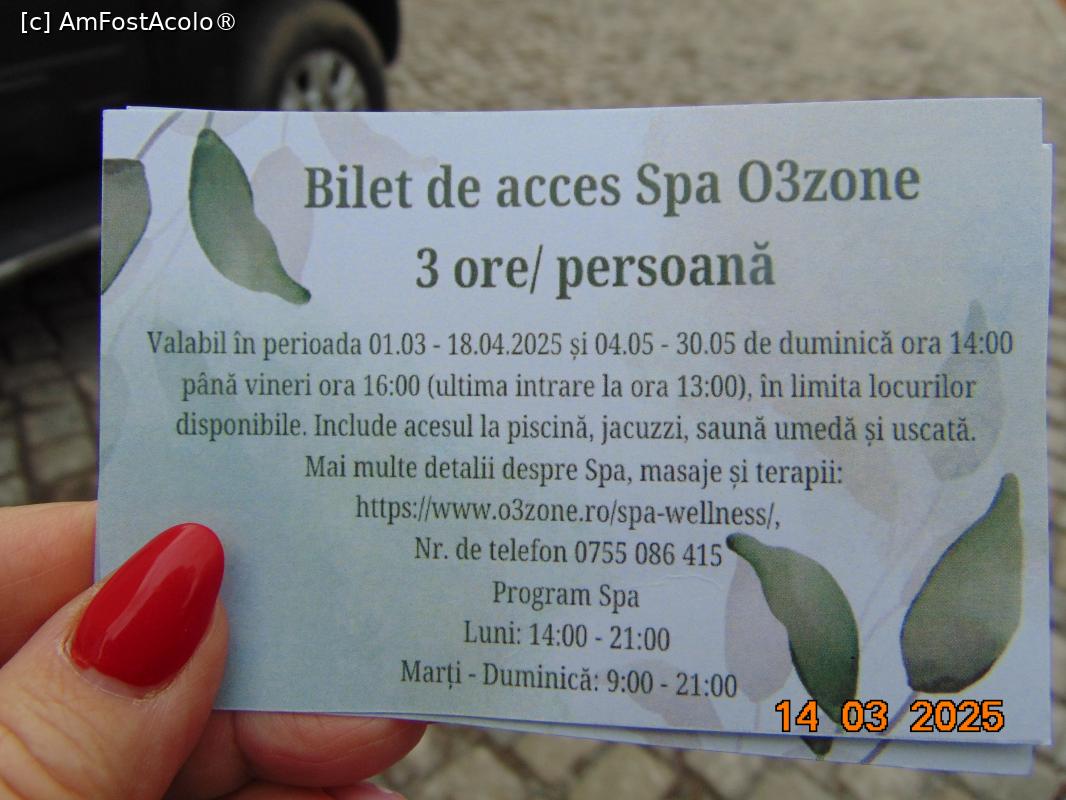 [c] AmFostAcolo®
Bilet de acces Spa O3zone
3 ore/ persoană
Valabil în perioada 01.03 - 18.04.2025 și 04.05 - 30.05 de duminică ora 14:00
până vineri ora 16:00 (ultima intrare la ora 13:00), în limita locurilor
disponibile. Include acesul la piscină, jacuzzi, saună umedă și uscată.
Mai multe detalii despre Spa, masaje și terapii:
https://www.o3zone.ro/spa-wellness/,
Nr. de telefon 0755 086 415
Program Spa
Luni: 14:00 - 21:00
Marți - Duminică: 9:00 - 21:00
14 03 2025